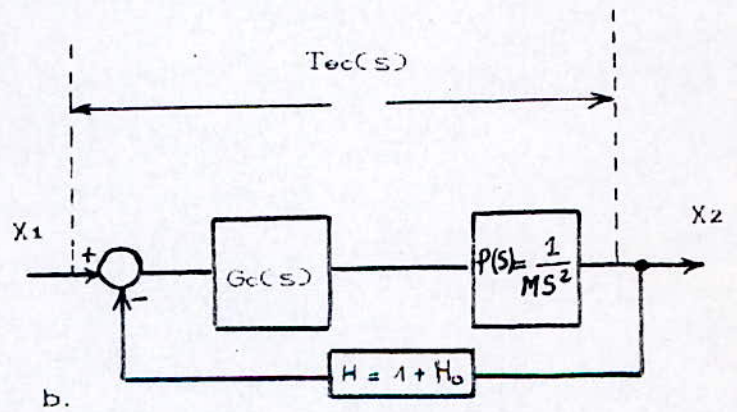 Toc(s)
X1
X2
+
-
Gc(s)
P(S)= 1/MS²
H = 1 + H₀
b.